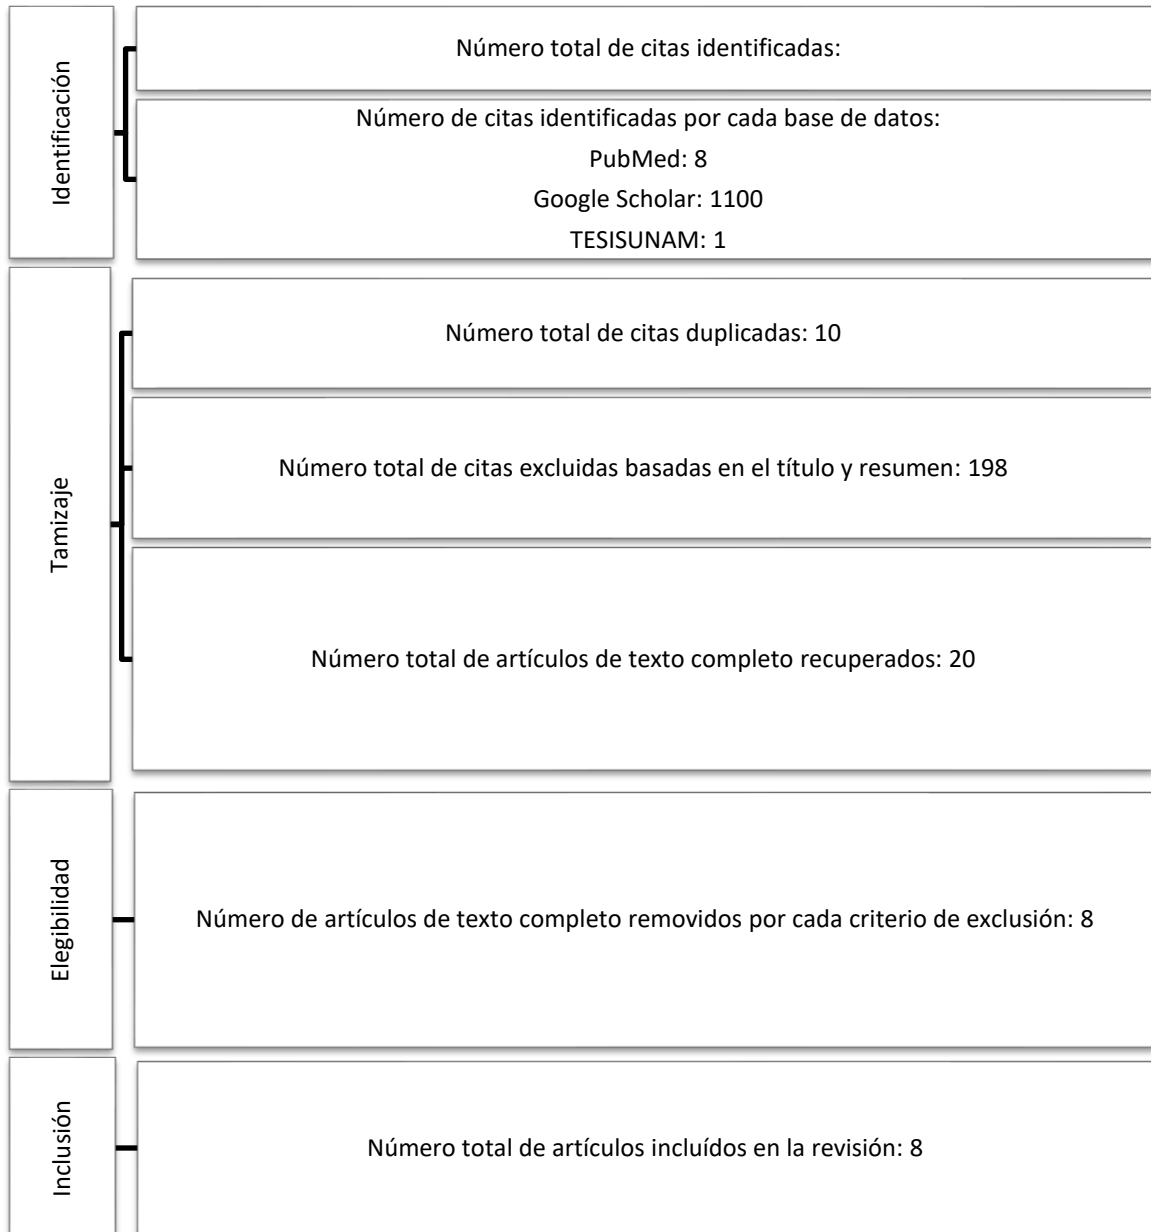 Identificación
Número total de citas identificadas:
Número de citas identificadas por cada base de datos:
PubMed: 8
Google Scholar: 1100
TESISUNAM: 1
Tamizaje
Número total de citas duplicadas: 10
Número total de citas excluidas basadas en el título y resumen: 198
Número total de artículos de texto completo recuperados: 20
Elegibilidad
Número de artículos de texto completo removidos por cada criterio de exclusión: 8
Inclusión
Número total de artículos incluídos en la revisión: 8